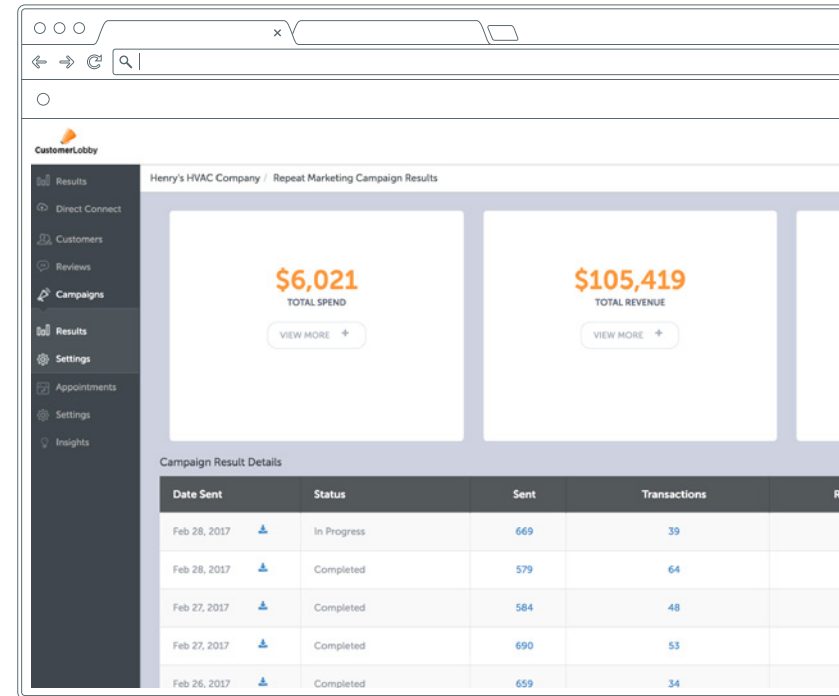 CustomerLobby
Henry's HVAC Company / Repeat Marketing Campaign Results
Results
Direct Connect
Customers
Reviews
Campaigns
Results
Settings
Appointments
Settings
Insights
$6,021
TOTAL SPEND
VIEW MORE +
$105,419
TOTAL REVENUE
VIEW MORE +
Campaign Result Details
Date Sent Status Sent Transactions R
Feb 28, 2017 In Progress 669 39
Feb 28, 2017 Completed 579 64
Feb 27, 2017 Completed 584 48
Feb 27, 2017 Completed 690 53
Feb 26, 2017 Completed 659 34